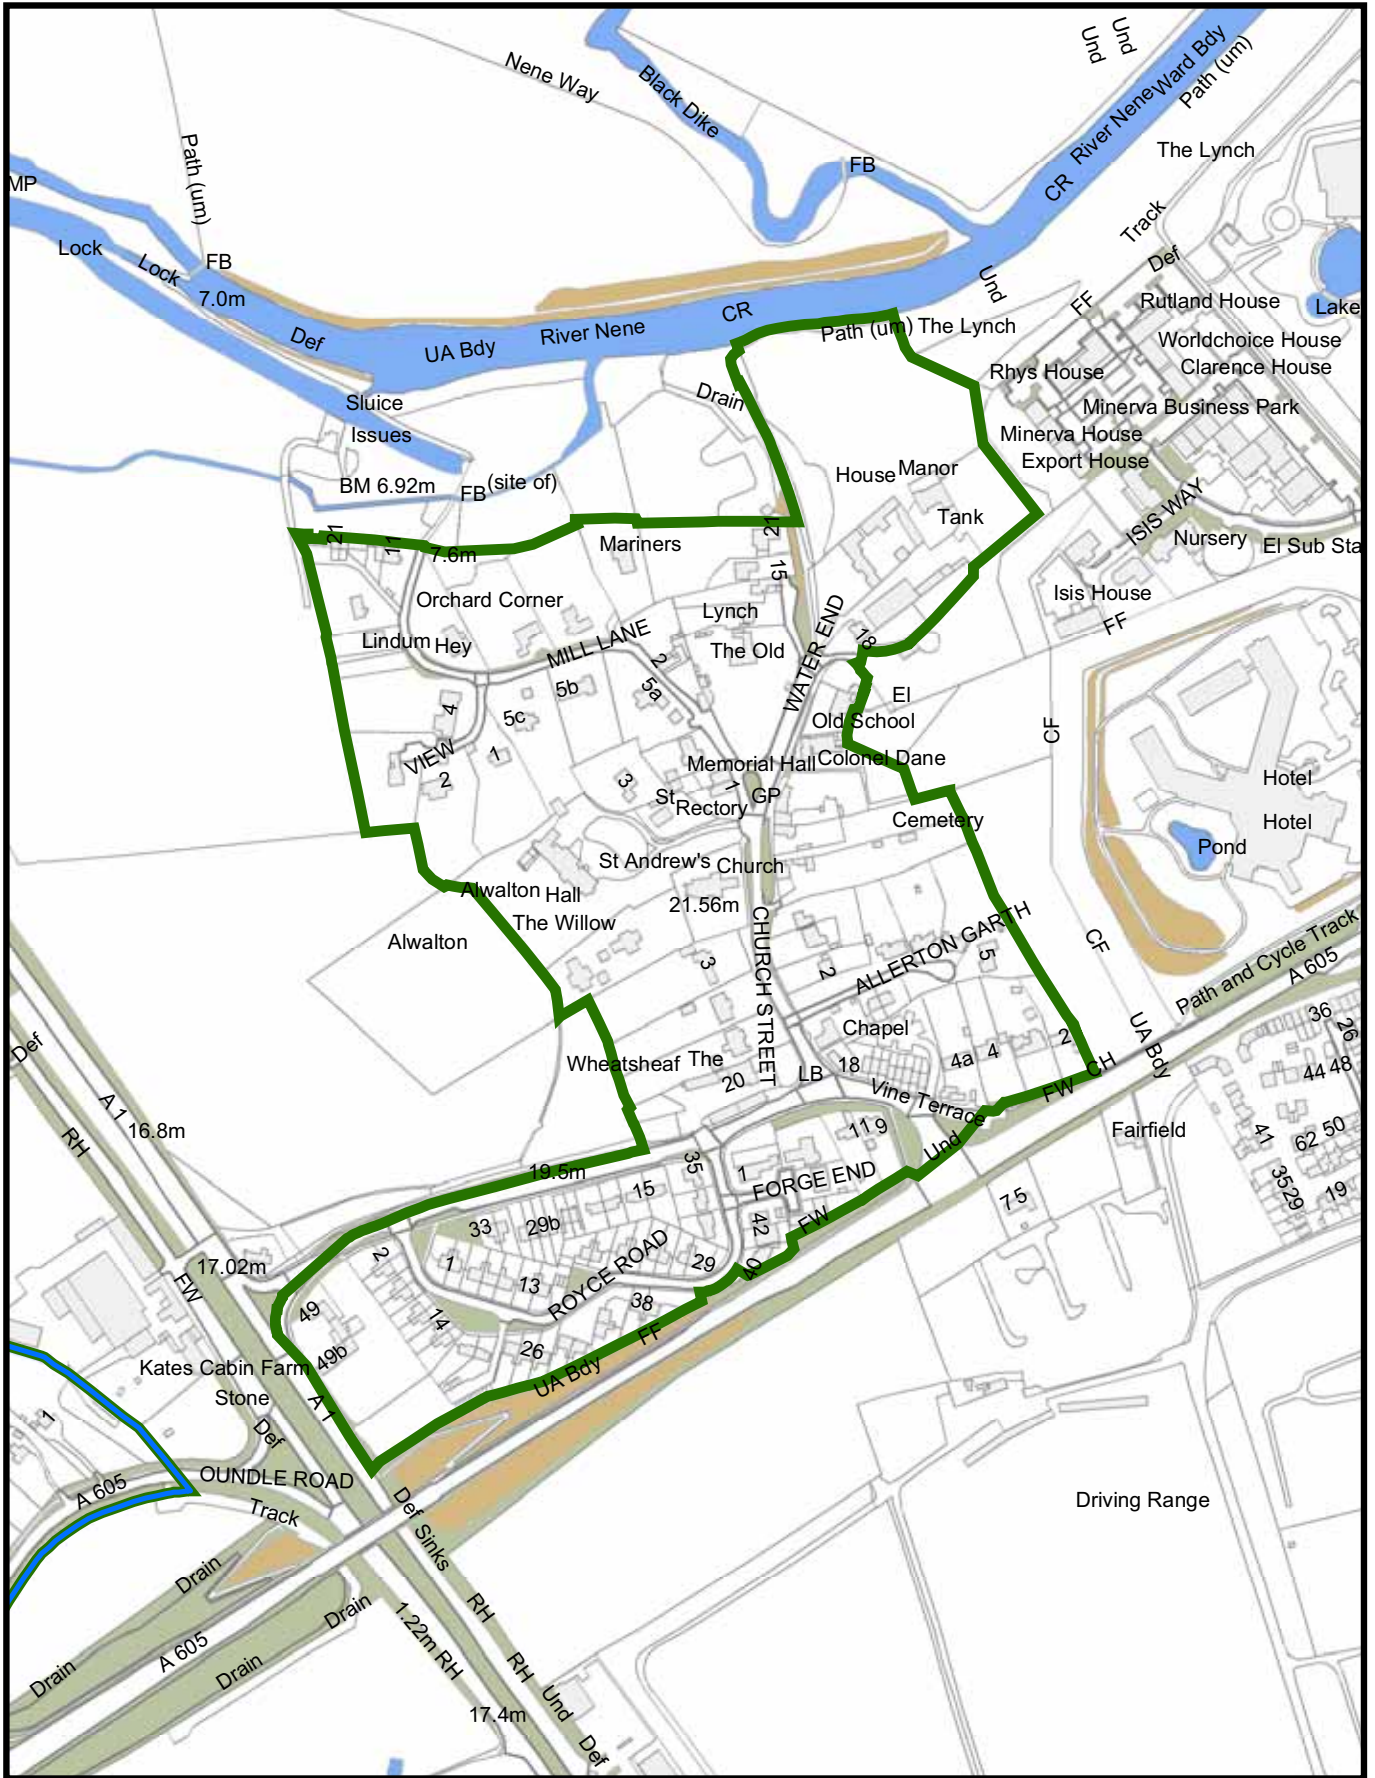 Und
Und
Ward Bdy
Nene Way
Path (um)
Black Dike
River Nene
The Lynch
Path (um)
FB
MP
CR
Track
Lock
Lock
FB
Def
7.0m
Und
FF
Rutland House
Lake
CR
Def
River Nene
Path (um) The Lynch
UA Bdy
Worldchoice House
Clarence House
Rhys House
Drain
Sluice
Minerva Business Park
Issues
Minerva House
Export House
House Manor
BM 6.92m
FB (site of)
Tank
ISIS WAY
21
11
7.6m
Mariners
21
Nursery
El Sub Sta
15
Orchard Corner
Lynch
Isis House
FF
Lindum Hey
MILL LANE
2
The Old
WATER END
18
5b
5a
El
4
5c
Old School
CF
VIEW
1
Memorial Hall
Colonel Dane
2
3
1
GP
Hotel
St Rectory
Cemetery
Hotel
Pond
St Andrew's Church
Alwalton Hall
21.56m
The Willow
CHURCH STREET
ALLERTON GARTH
Alwalton
3
2
5
CF
Path and Cycle Track
A 605
36
26
Def
Chapel
UA Bdy
2
Wheatsheaf The
18
4a
4
CH
44
48
20
LB
FW
A 1
Vine Terrace
16.8m
RH
11
9
Und
Fairfield
41
62
50
19.5m
35
1
FORGE END
15
35
29
19
7
5
33
29b
42
FW
2
17.02m
1
29
40
FW
13
ROYCE ROAD
49
14
38
49b
26
FF
Kates Cabin Farm
UA Bdy
Stone
A 1
1
Def
OUNDLE ROAD
A 605
Track
Def
Sinks
Driving Range
Drain
RH
Drain
1.22m RH
A 605
Drain
Drain
RH
Und
17.4m
Def